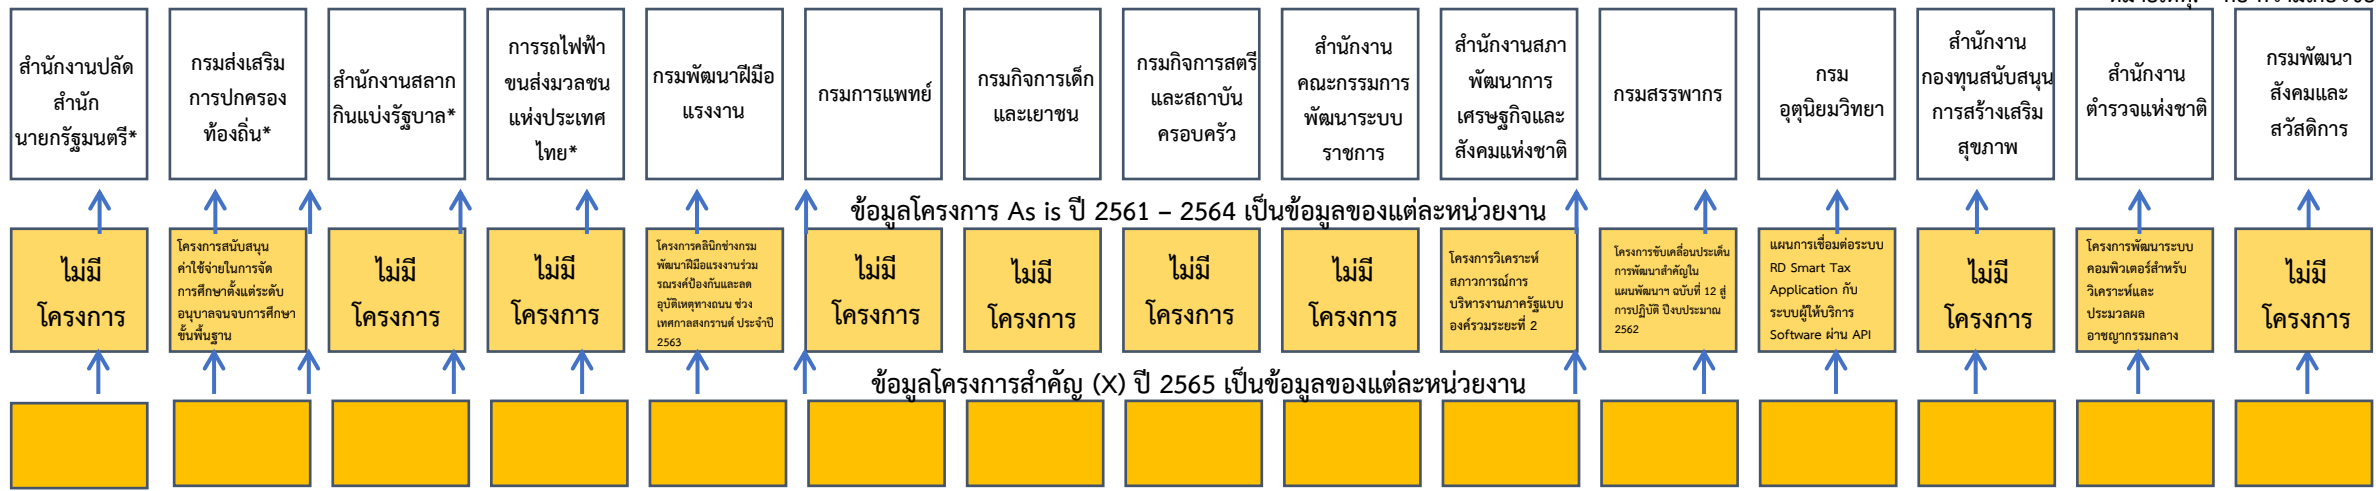 สำนักงานปลัด
สำนัก
นายกรัฐมนตรี*
กรมส่งเสริม
การปกครอง
ท้องถิ่น*
สำนักงานสลาก
กินแบ่งรัฐบาล*
การรถไฟฟ้า
ขนส่งมวลชน
แห่งประเทศ
ไทย*
กรมพัฒนาฝีมือ
แรงงาน
กรมการแพทย์
กรมกิจการเด็ก
และเยาชน
กรมกิจการสตรี
และสถาบัน
ครอบครัว
สำนักงาน
คณะกรรมการ
พัฒนาระบบ
ราชการ
สำนักงานสภา
พัฒนาการ
เศรษฐกิจและ
สังคมแห่งชาติ
กรมสรรพากร
กรม
อุตุนิยมวิทยา
สำนักงาน
กองทุนสนับสนุน
การสร้างเสริม
สุขภาพ
สำนักงาน
ตำรวจแห่งชาติ
กรมพัฒนา
สังคมและ
สวัสดิการ
ข้อมูลโครงการ As is ปี 2561 – 2564 เป็นข้อมูลของแต่ละหน่วยงาน
ไม่มี
โครงการ
โครงการสนับสนุน
ค่าใช้จ่ายในการจัด
การศึกษาตั้งแต่ระดับ
อนุบาลจนจบการศึกษา
ขั้นพื้นฐาน
ไม่มี
โครงการ
ไม่มี
โครงการ
โครงการคลินิกช่างกรม
พัฒนาฝีมือแรงงานร่วม
รณรงค์ป้องกันและลด
อุบัติเหตุทางถนน ช่วง
เทศกาลสงกรานต์ ประจำปี
2563
ไม่มี
โครงการ
ไม่มี
โครงการ
ไม่มี
โครงการ
ไม่มี
โครงการ
โครงการวิเคราะห์
สภาวการณ์การ
บริหารงานภาครัฐแบบ
องค์รวมระยะที่ 2
โครงการขับเคลื่อนประเด็น
การพัฒนาสำคัญใน
แผนพัฒนาฯ ฉบับที่ 12 สู่
การปฏิบัติ ปีงบประมาณ
2562
แผนการเชื่อมต่อระบบ
RD Smart Tax
Application กับ
ระบบผู้ให้บริการ
Software ผ่าน API
ไม่มี
โครงการ
โครงการพัฒนาระบบ
คอมพิวเตอร์สำหรับ
วิเคราะห์และ
ประมวลผล
อาชญากรรมกลาง
ไม่มี
โครงการ
ข้อมูลโครงการสำคัญ (X) ปี 2565 เป็นข้อมูลของแต่ละหน่วยงาน